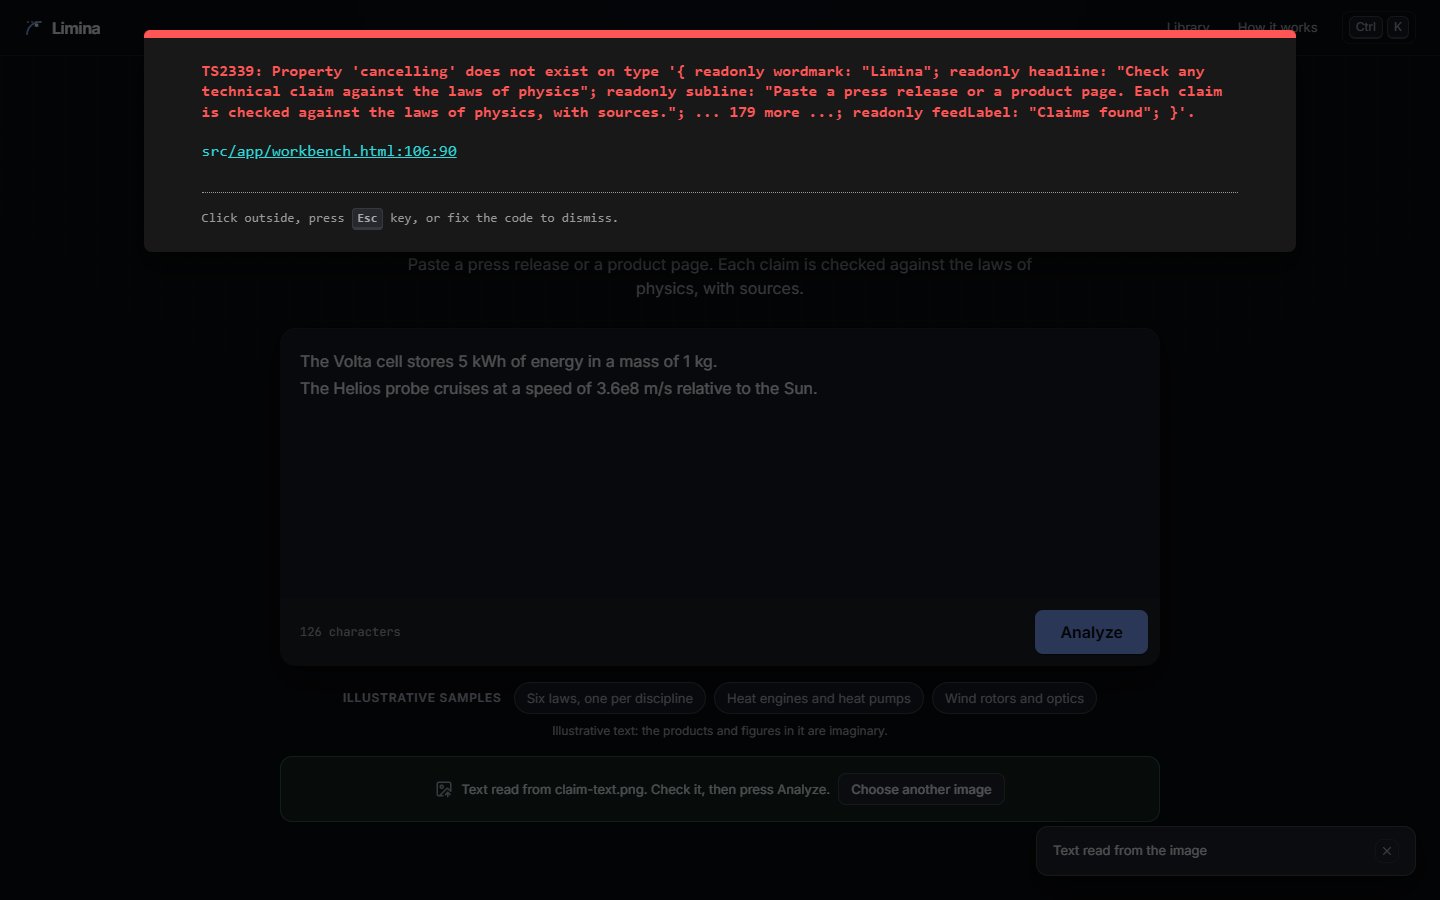 Limina
Library How it works Ctrl K
TS2339: Property 'cancelling' does not exist on type '{ readonly wordmark: "Limina"; readonly headline: "Check any
technical claim against the laws of physics"; readonly subline: "Paste a press release or a product page. Each claim
is checked against the laws of physics, with sources."; ... 179 more ...; readonly feedLabel: "Claims found"; }'.
src/app/workbench.html:106:90
Click outside, press Esc key, or fix the code to dismiss.
Paste a press release or a product page. Each claim is checked against the laws of
physics, with sources.
The Volta cell stores 5 kWh of energy in a mass of 1 kg.
The Helios probe cruises at a speed of 3.6e8 m/s relative to the Sun.
126 characters
Analyze
ILLUSTRATIVE SAMPLES Six laws, one per discipline Heat engines and heat pumps Wind rotors and optics
Illustrative text: the products and figures in it are imaginary.
Text read from claim-text.png. Check it, then press Analyze. Choose another image
Text read from the image